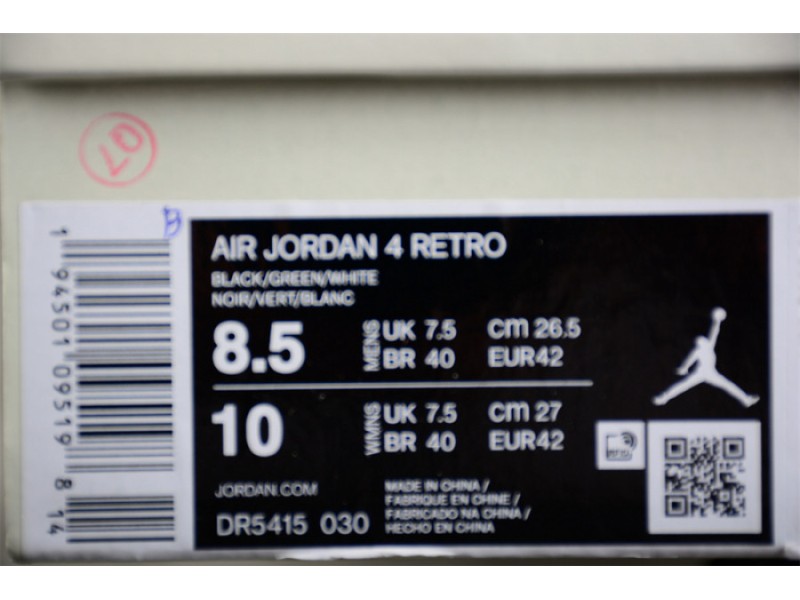 07
B
AIR JORDAN 4 RETRO
BLACK/GREEN/WHITE
NOIR/VERT/BLANC
8.5 MENS UK 7.5 cm 26.5
BR 40 EUR42
10 WMNS UK 7.5 cm 27
BR 40 EUR42
JORDAN.COM
DR5415 030
MADE IN CHINA /
FABRIQUE EN CHINE /
FABRICADO NA CHINA /
HECHO EN CHINA
1 94501 09519 8 14